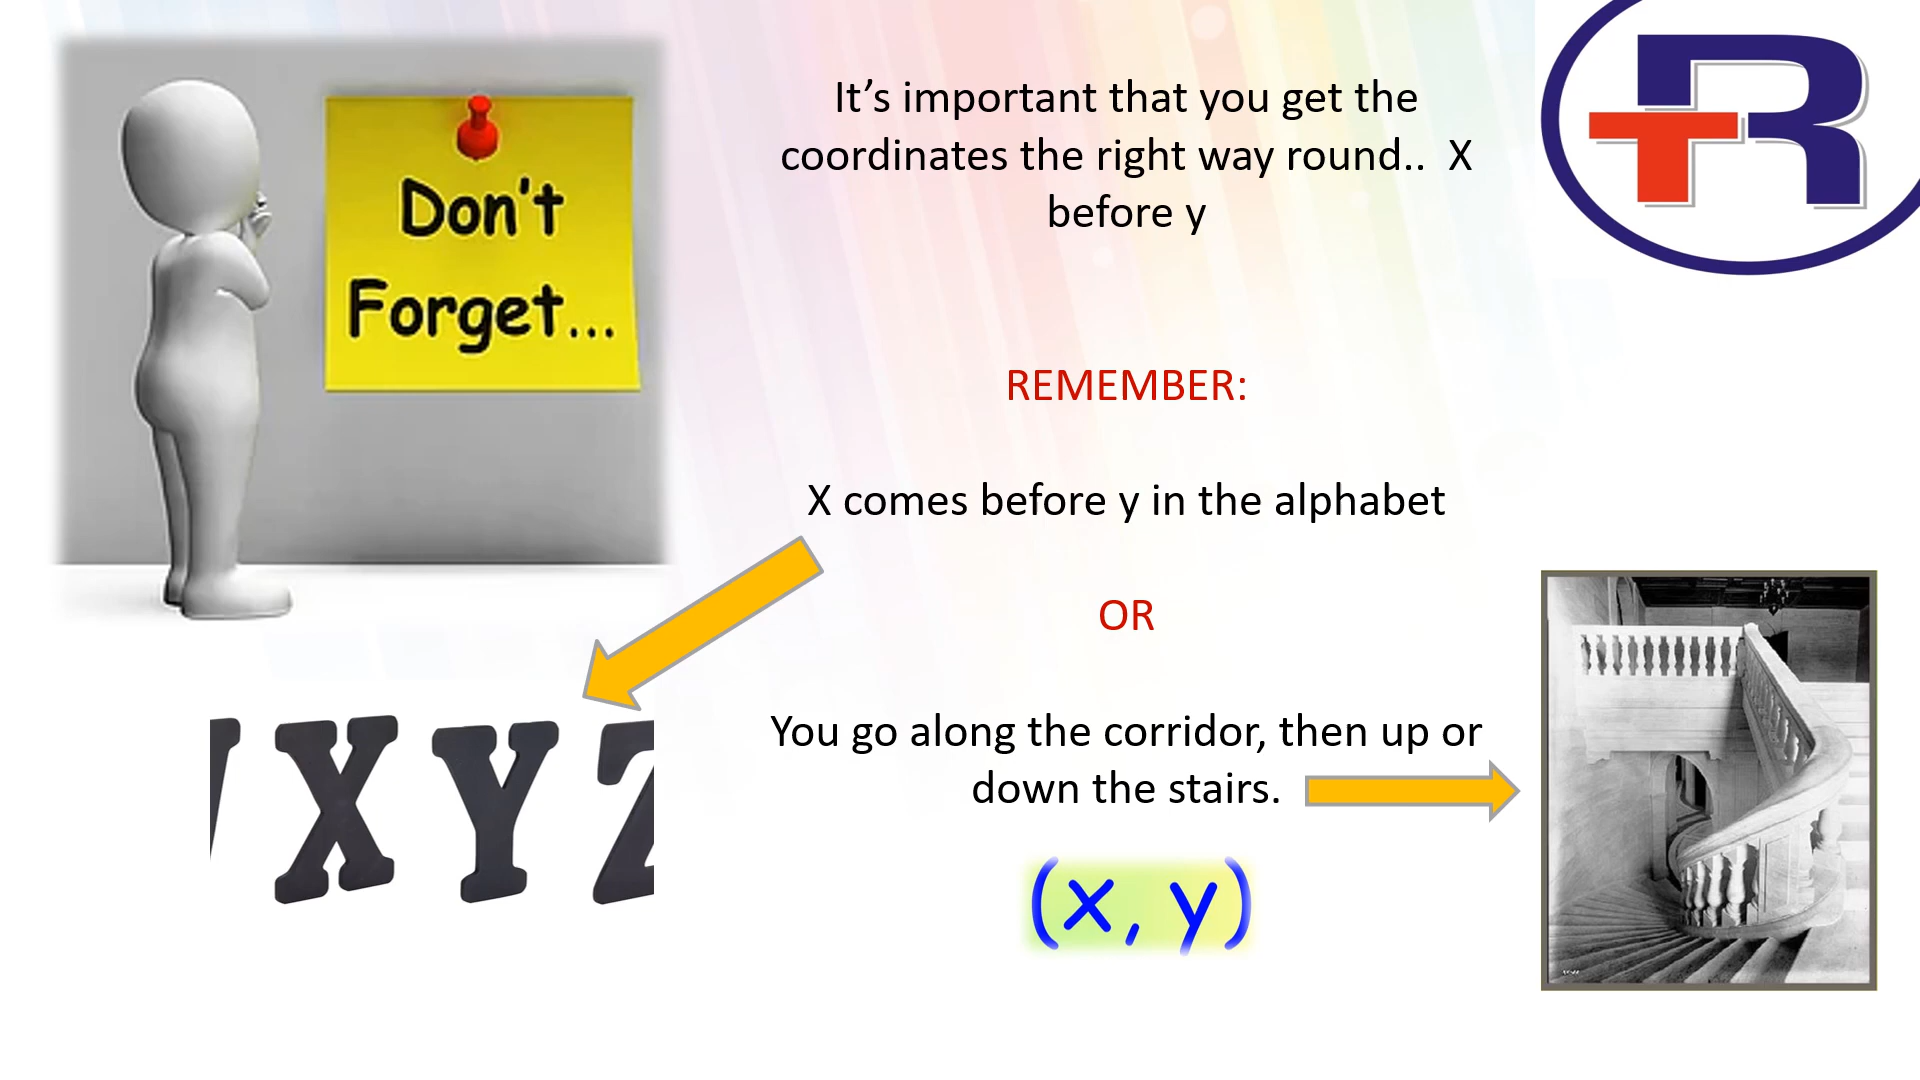 Don't
Forget...
It’s important that you get the
coordinates the right way round..  X
before y
REMEMBER:
X comes before y in the alphabet
OR
You go along the corridor, then up or
down the stairs.
(x, y)
X Y Z
TR